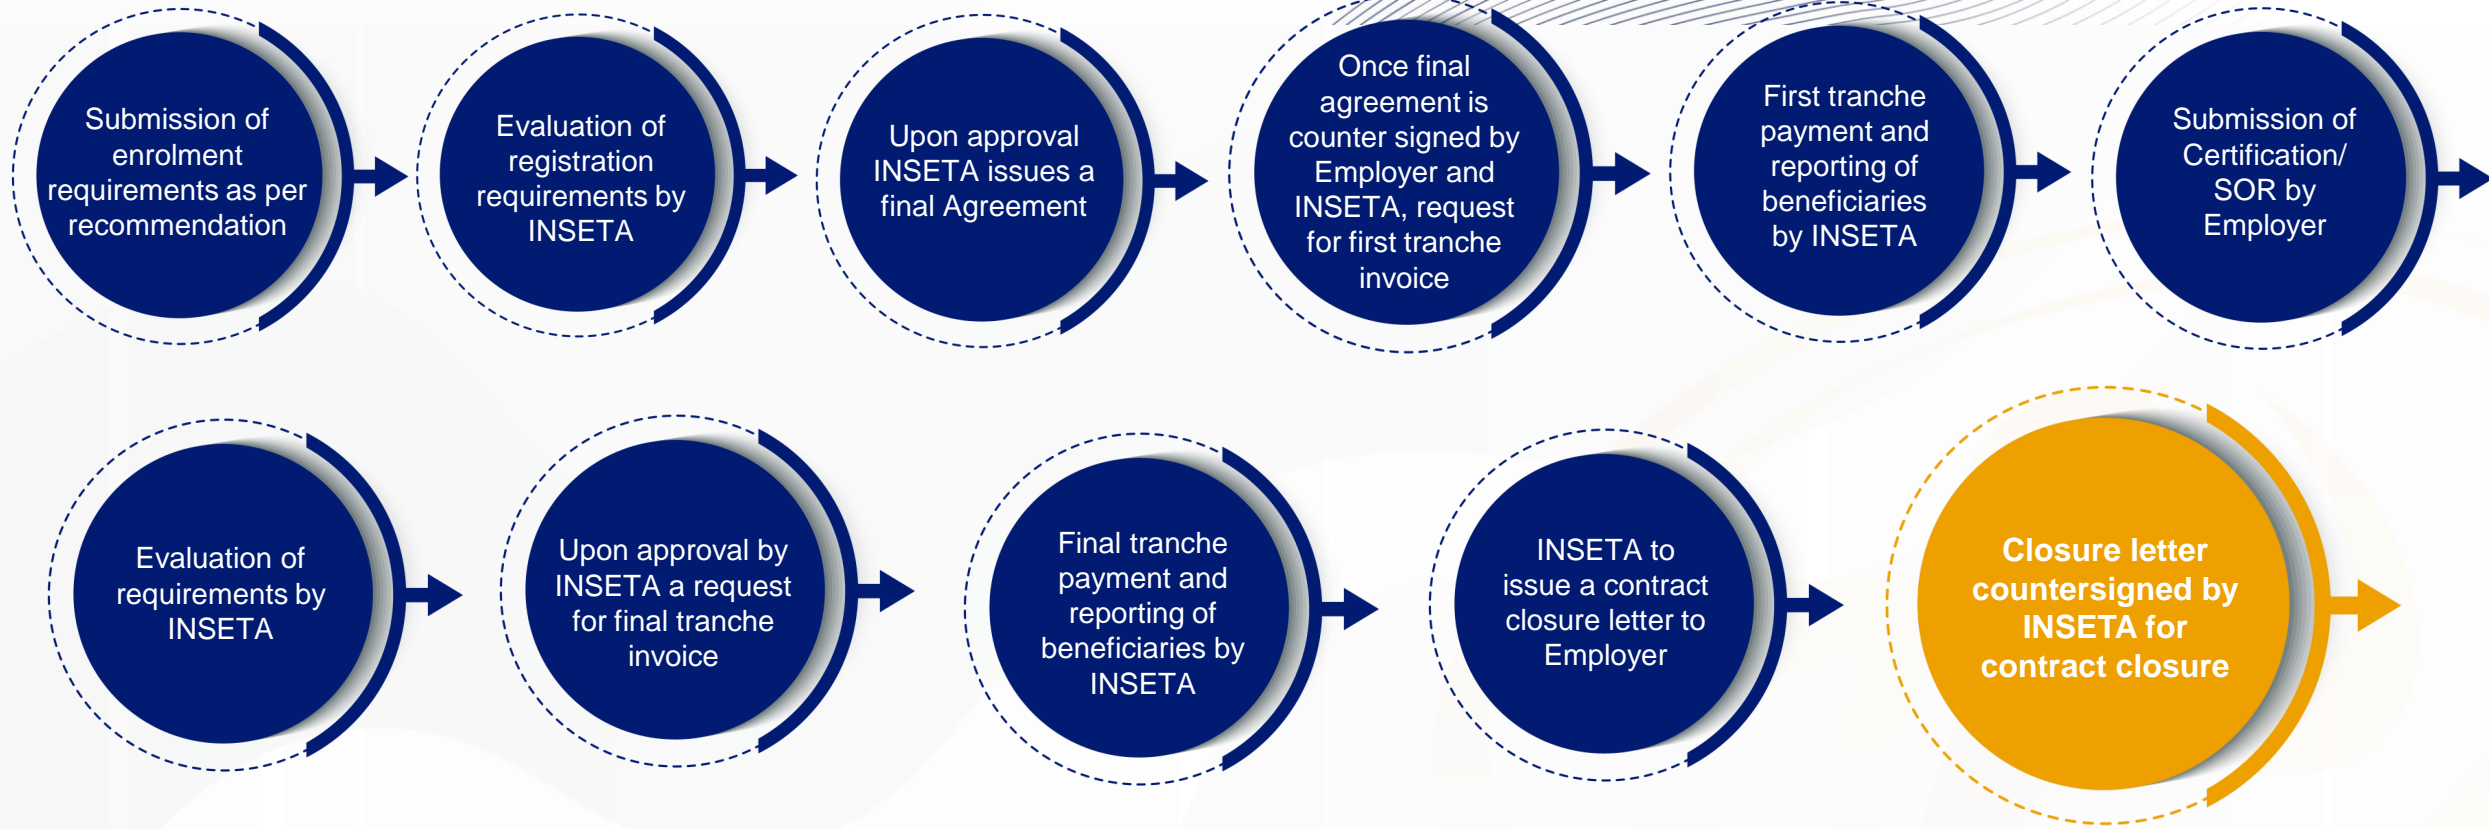 Submission of
enrolment
requirements as per
recommendation
Evaluation of
registration
requirements by
INSETA
Upon approval
INSETA issues a
final Agreement
Once final
agreement is
counter signed by
Employer and
INSETA, request
for first tranche
invoice
First tranche
payment and
reporting of
beneficiaries
by INSETA
Submission of
Certification/
SOR by
Employer
Evaluation of
requirements by
INSETA
Upon approval by
INSETA a request
for final tranche
invoice
Final tranche
payment and
reporting of
beneficiaries by
INSETA
INSETA to
issue a contract
closure letter to
Employer
Closure letter
countersigned by
INSETA for
contract closure